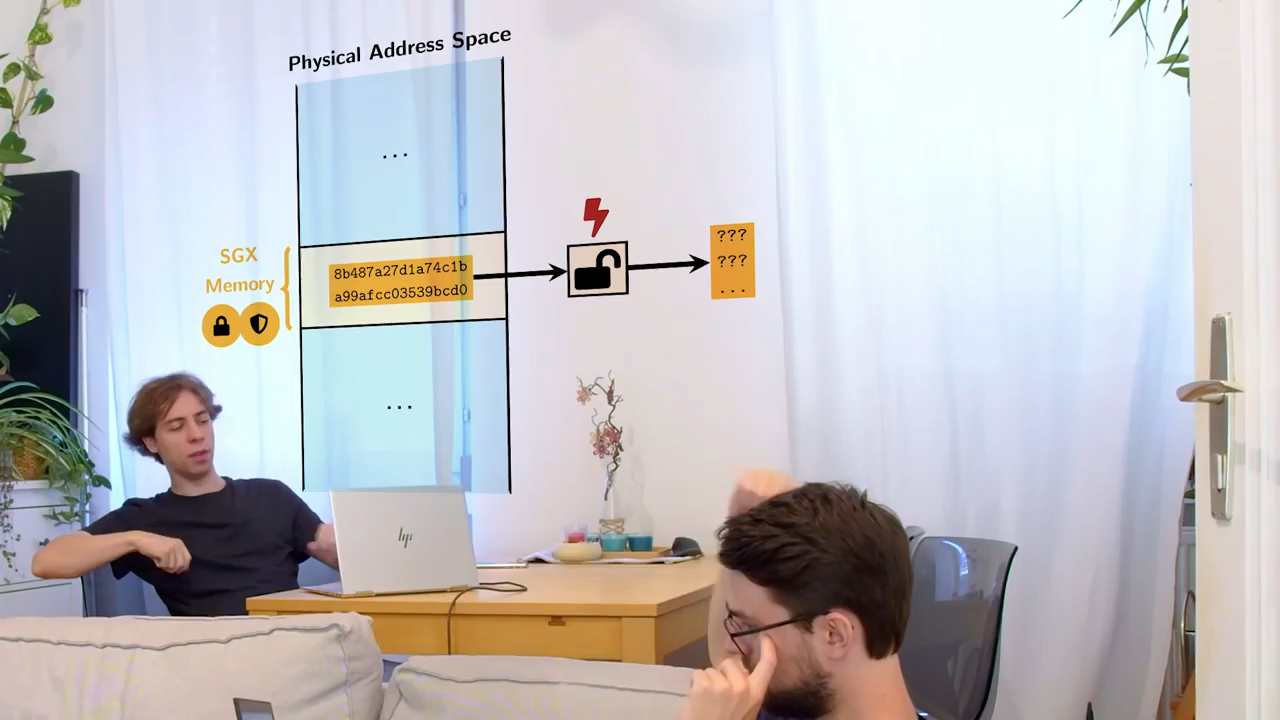 Physical Address Space
...
SGX
Memory
8b487a27d1a74c1b
a99afcc03539bcd0
???
???
...
...
hp